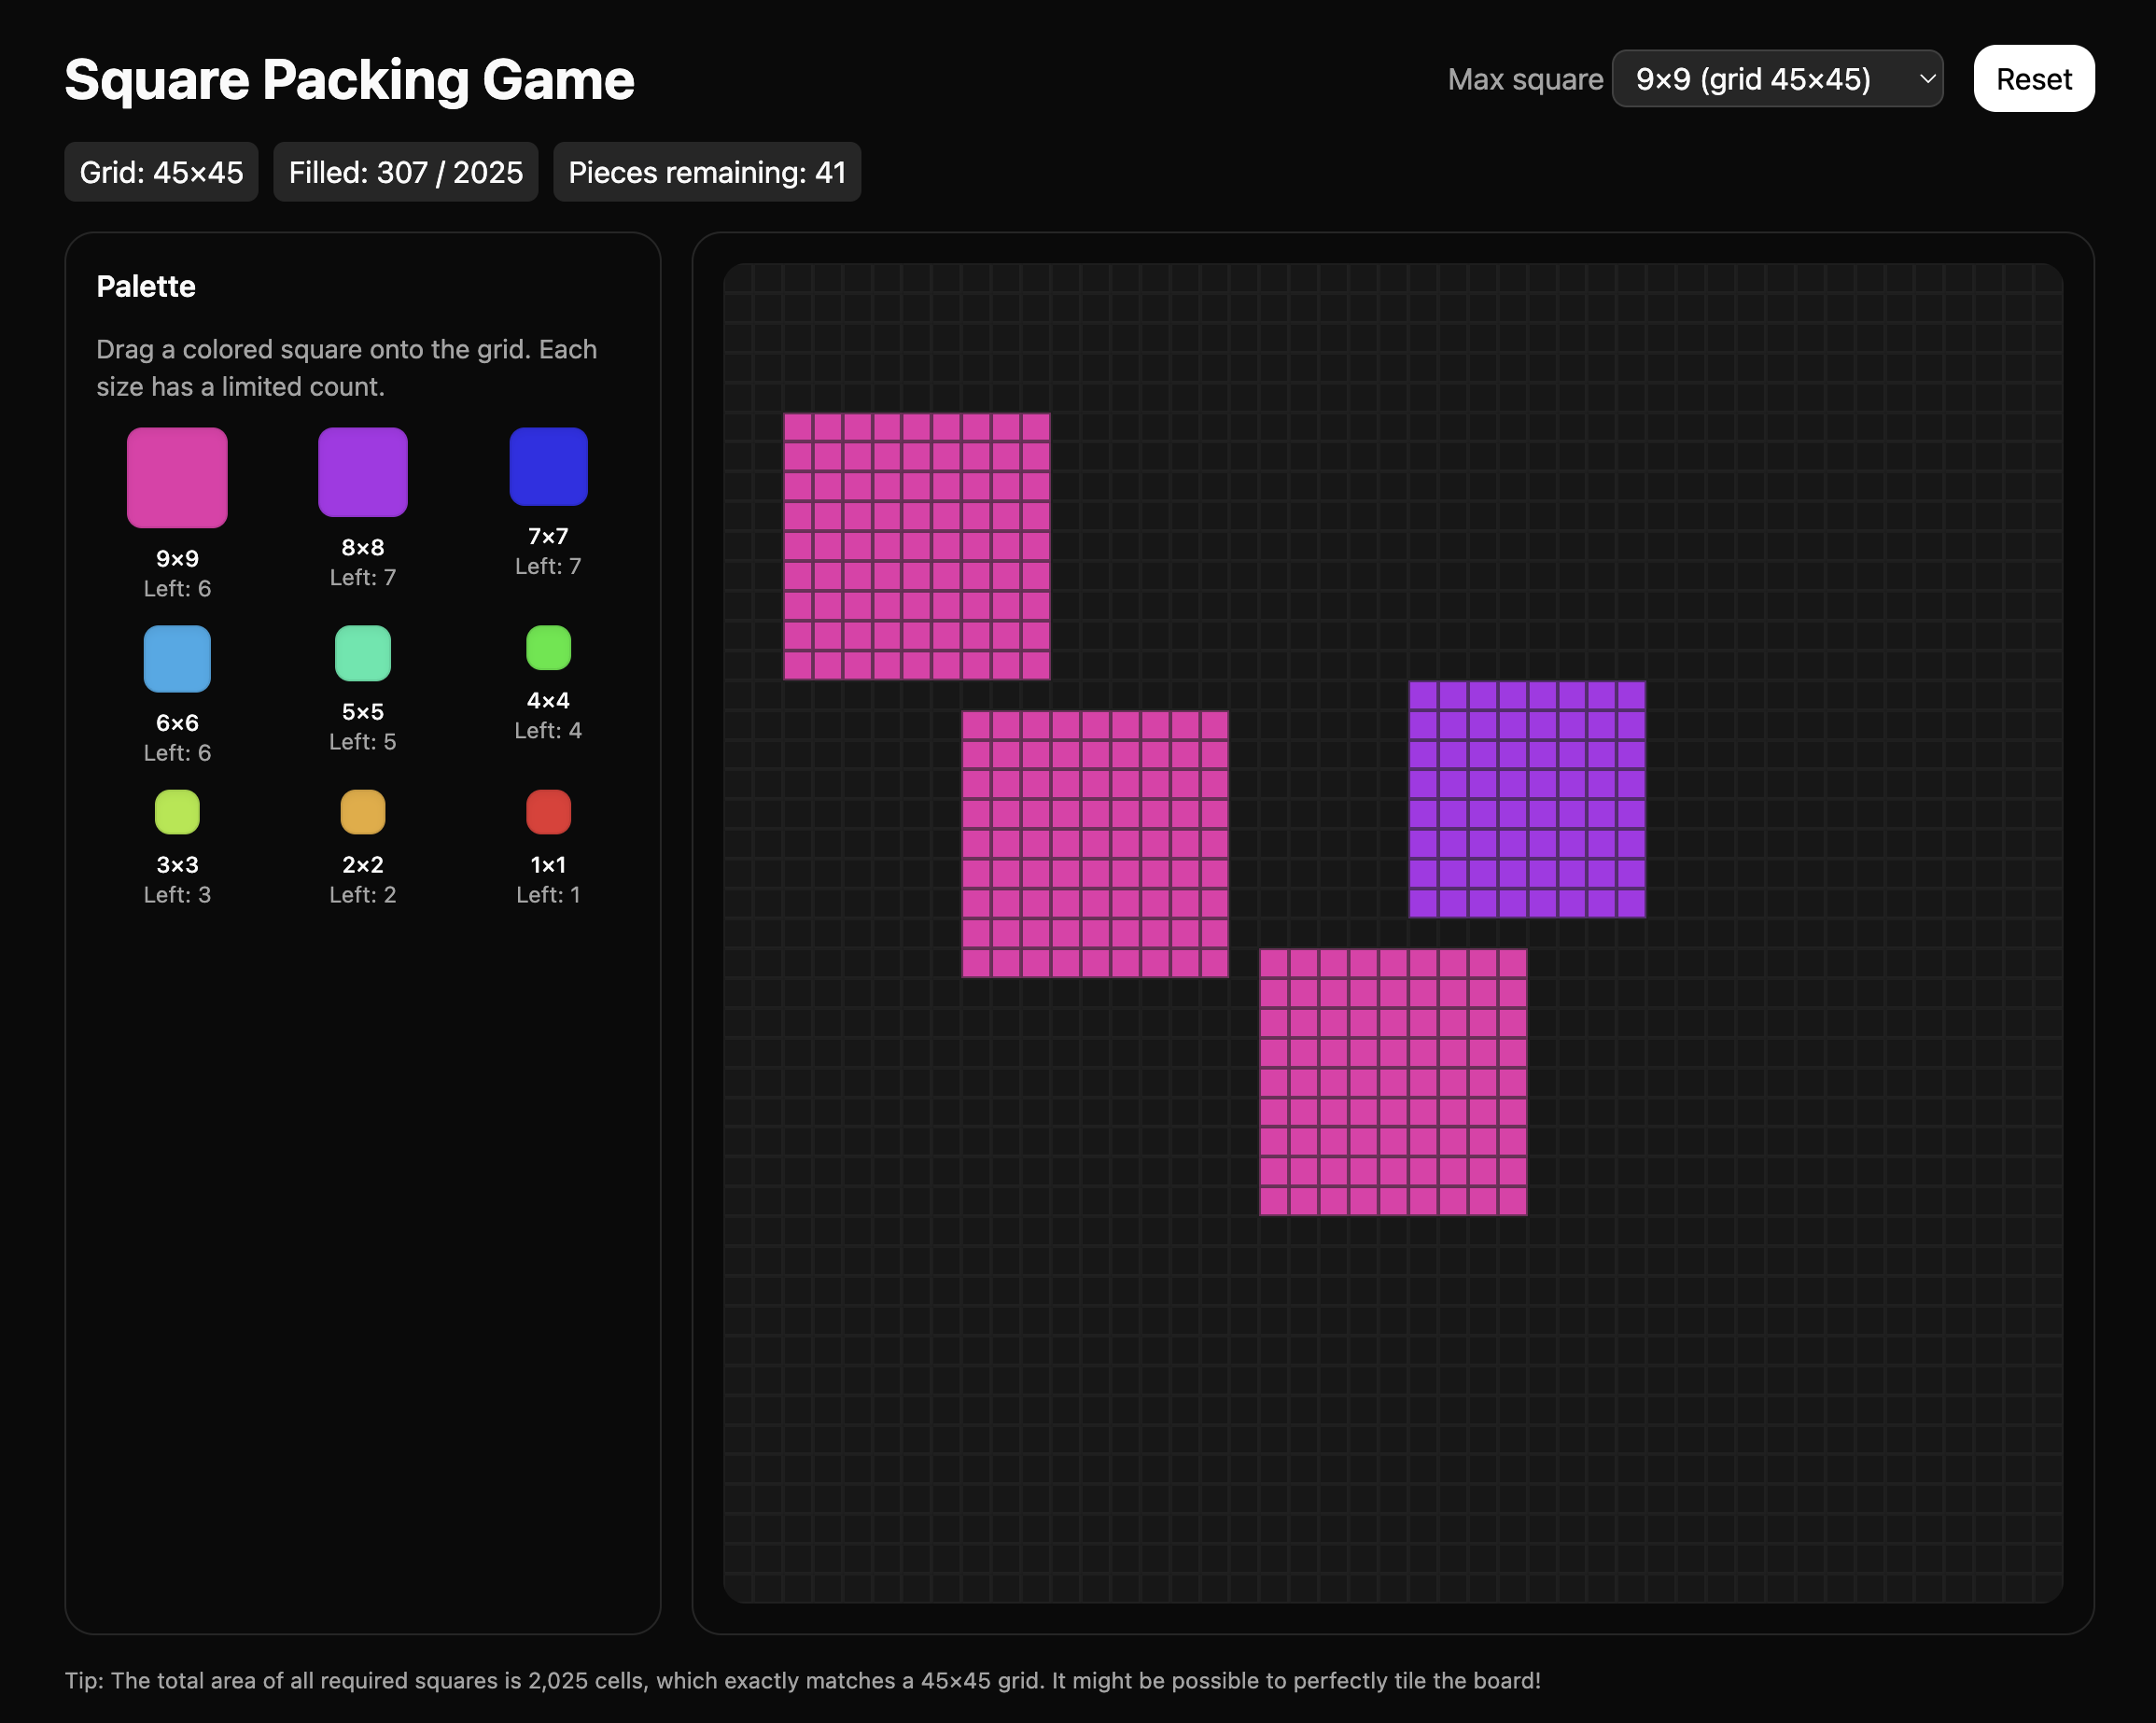 Square Packing Game
Max square
9×9 (grid 45×45)
Reset
Grid: 45×45
Filled: 307 / 2025
Pieces remaining: 41
Palette
Drag a colored square onto the grid. Each
size has a limited count.
9×9
Left: 6
8×8
Left: 7
7×7
Left: 7
6×6
Left: 6
5×5
Left: 5
4×4
Left: 4
3×3
Left: 3
2×2
Left: 2
1×1
Left: 1
Tip: The total area of all required squares is 2,025 cells, which exactly matches a 45×45 grid. It might be possible to perfectly tile the board!